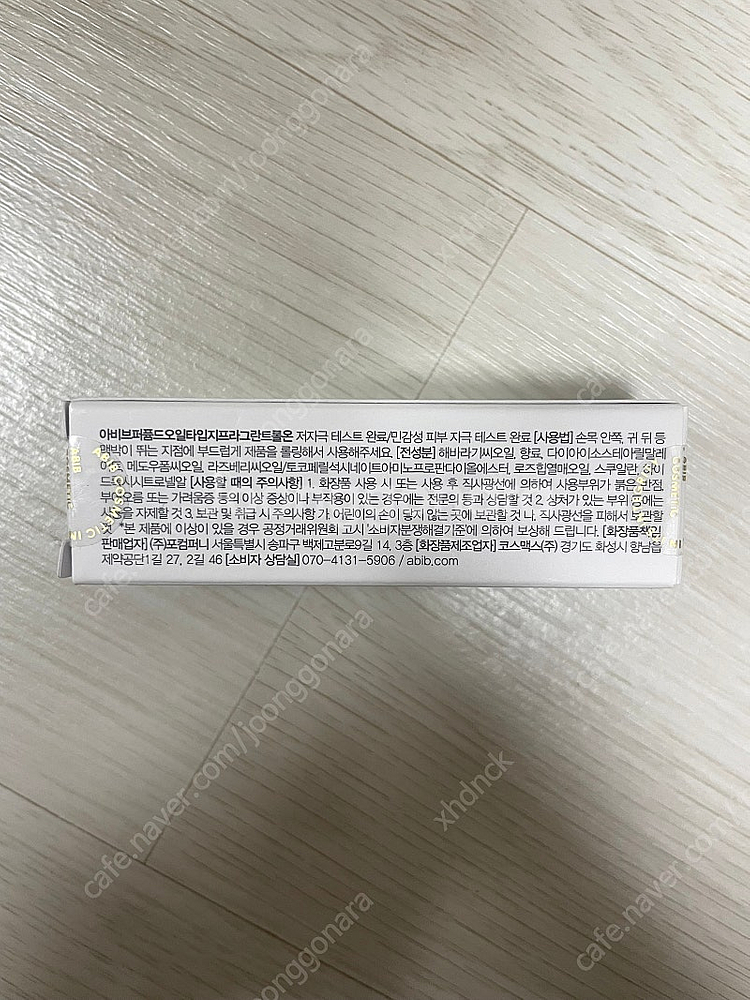 아비브퍼퓸드오일타입지프라그란트롤온 저자극 테스트 완료/민감성 피부 자극 테스트 완료 [사용법] 손목 안쪽, 귀 뒤 등
맥박이 뛰는 지점에 부드럽게 제품을 롤링해서 사용해주세요. [전성분] 해바라기씨오일, 향료, 다이아이소스테아릴말레
이트, 메도우폼씨오일, 라즈베리씨오일/토코페릴석시네이트아미노프로판다이올에스터, 로즈힙열매오일, 스쿠알란, 하이
드록시시트로넬알 [사용할 때의 주의사항] 1. 화장품 사용 시 또는 사용 후 직사광선에 의하여 사용부위가 붉은 반점,
부어오름 또는 가려움증 등의 이상 증상이나 부작용이 있는 경우에는 전문의 등과 상담할 것 2. 상처가 있는 부위 등에는
사용을 자제할 것 3. 보관 및 취급 시 주의사항 가. 어린이의 손이 닿지 않는 곳에 보관할 것 나. 직사광선을 피해서 보관할
것 *본 제품에 이상이 있을 경우 공정거래위원회 고시 '소비자분쟁해결기준'에 의하여 보상해 드립니다. [화장품책임
판매업자] (주)포컴퍼니 서울특별시 송파구 백제고분로9길 14, 3층 [화장품제조업자] 코스맥스(주) 경기도 화성시 향남읍
제약공단1길 27, 2길 46 [소비자 상담실] 070-4131-5906 / abib.com
ABIB COSMETIC
cafe.naver.com/joonggonara
xhdnck